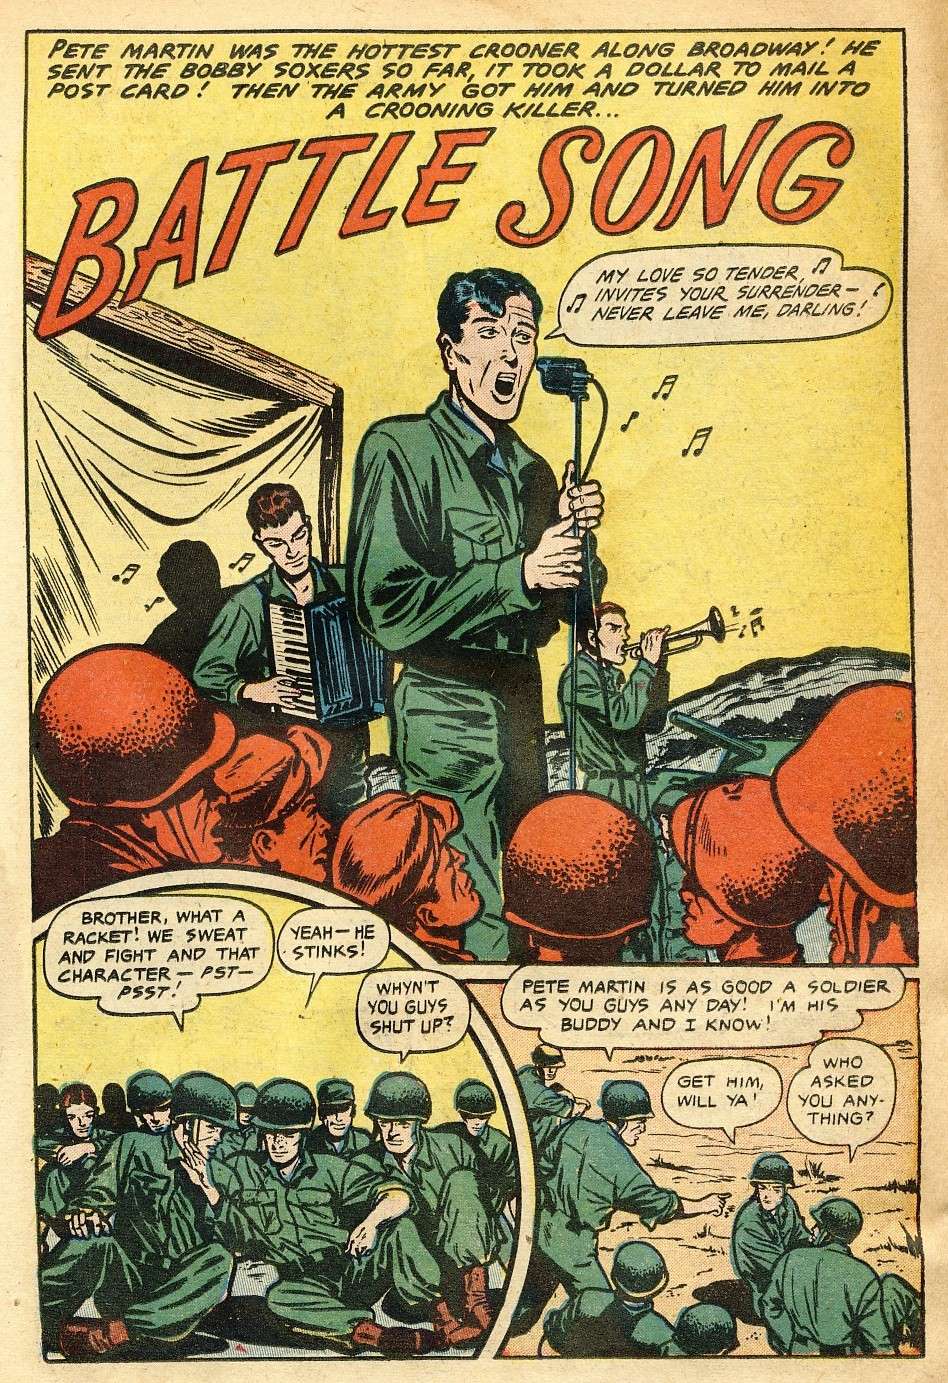 PETE MARTIN WAS THE HOTTEST CROONER ALONG BROADWAY! HE
SENT THE BOBBY SOXERS SO FAR, IT TOOK A DOLLAR TO MAIL A
POST CARD! THEN THE ARMY GOT HIM AND TURNED HIM INTO
A CROONING KILLER...
BATTLE SONG
MY LOVE SO TENDER,
INVITES YOUR SURRENDER—
NEVER LEAVE ME, DARLING!
BROTHER, WHAT A
RACKET! WE SWEAT
AND FIGHT AND THAT
CHARACTER— PST—
PSST!
YEAH— HE
STINKS!
WHYN'T
YOU GUYS
SHUT UP?
PETE MARTIN IS AS GOOD A SOLDIER
AS YOU GUYS ANY DAY! I'M HIS
BUDDY AND I KNOW!
GET HIM,
WILL YA!
WHO
ASKED
YOU ANY-
THING?